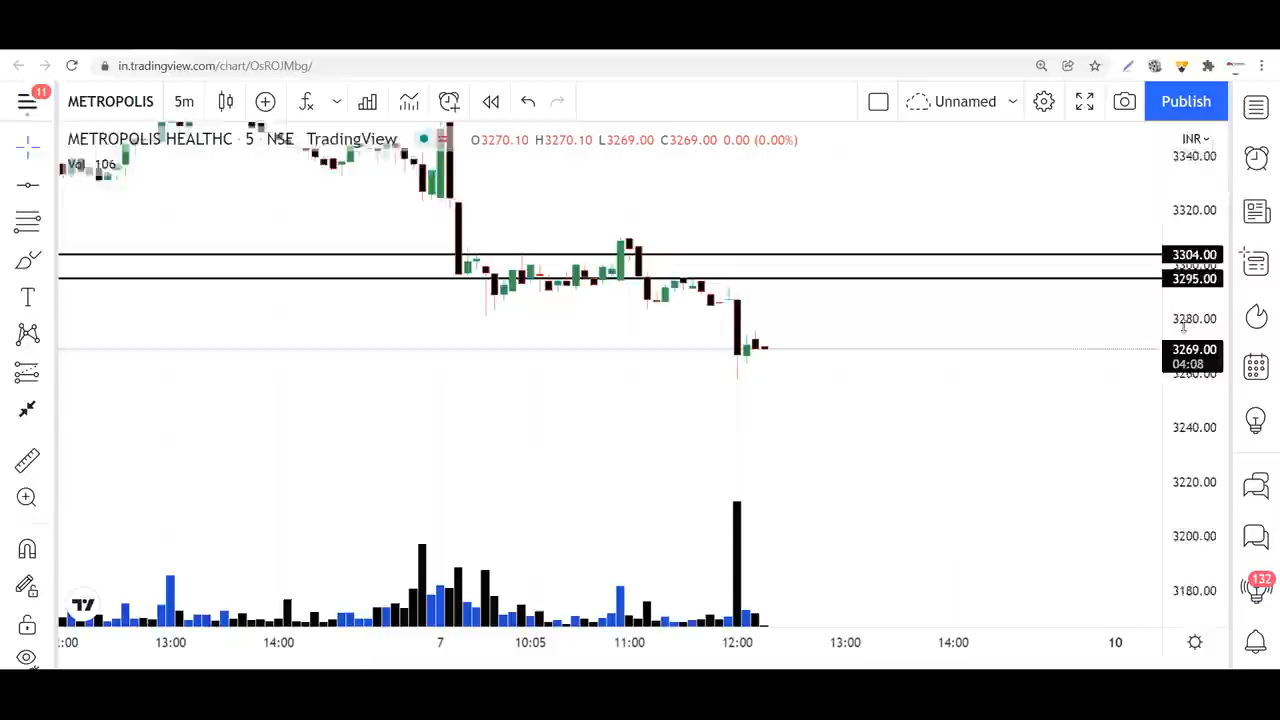 in.tradingview.com/chart/OsROJMbg/
11
METROPOLIS 5m Unnamed Publish
METROPOLIS HEALTHC · 5 · NSE TradingView O3270.10 H3270.10 L3269.00 C3269.00 0.00 (0.00%) INR
Vol 106
3340.00
3320.00
3304.00
3295.00
3280.00
3269.00
04:08
3260.00
3240.00
3220.00
3200.00
3180.00
132
13:00 14:00 7 10:05 11:00 12:00 13:00 14:00 10